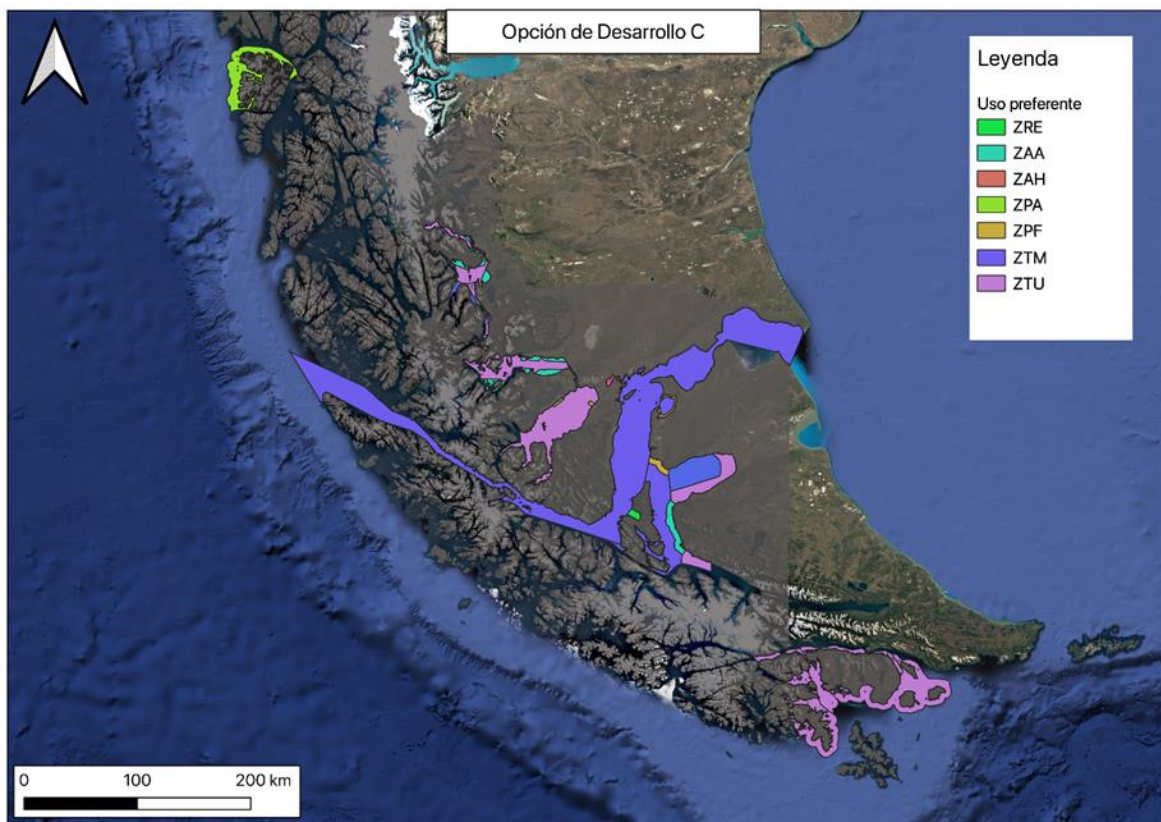 Opción de Desarrollo C
Leyenda
Uso preferente
ZRE
ZAA
ZAH
ZPA
ZPF
ZTM
ZTU
0 100 200 km